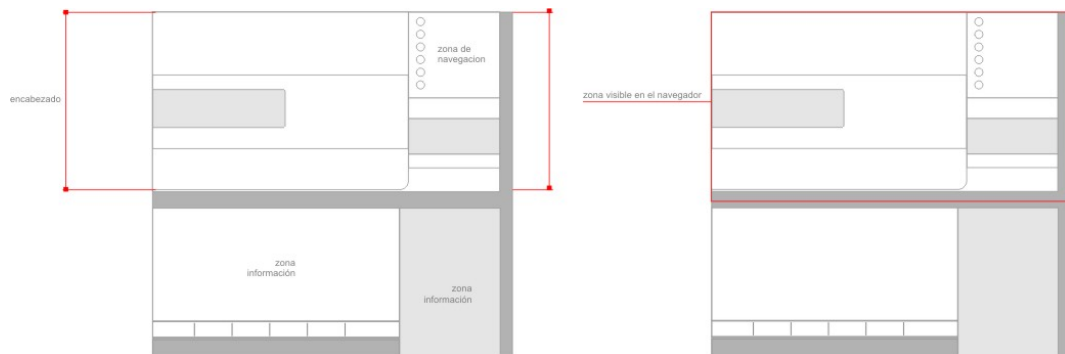 zona de
navegacion
encabezado
zona
información
zona
información
zona visible en el navegador